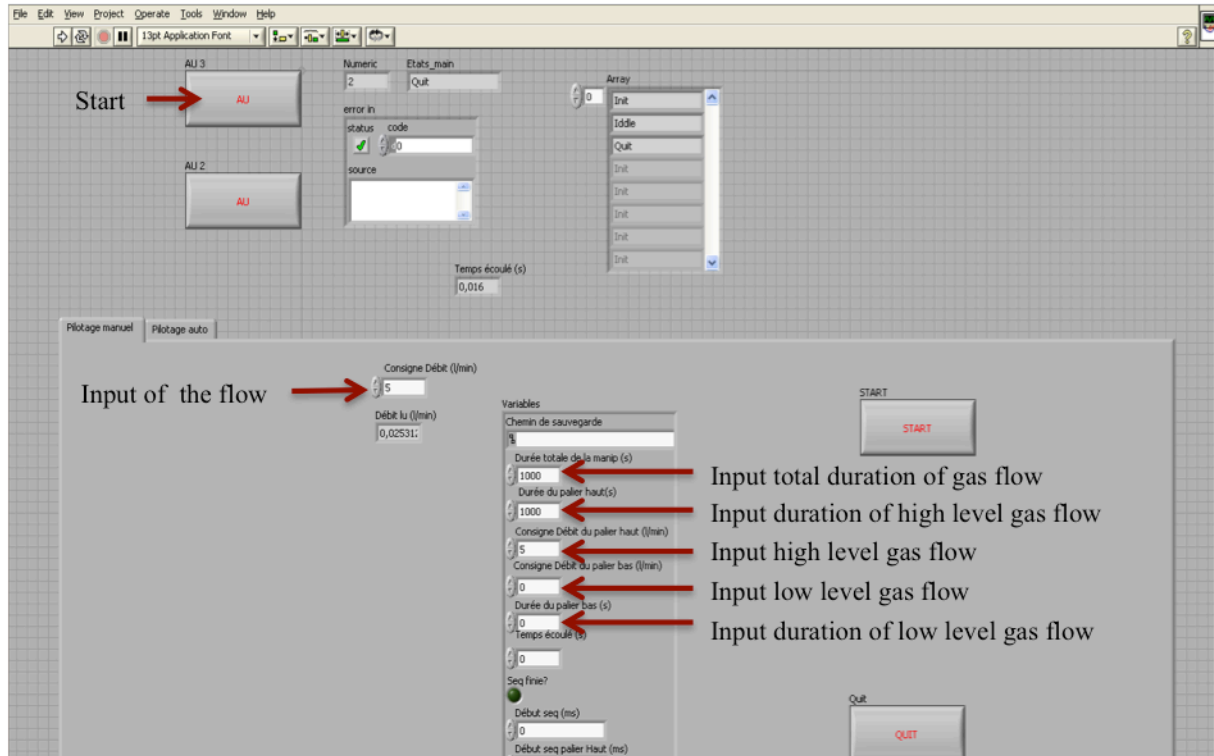 File Edit View Project Operate Tools Window Help
13pt Application Font
AU 3
Numeric
Etats_main
2
Quit
Array
0
Init
Iddle
Quit
Init
Init
Init
Init
Init
Start
AU
error in
status
code
0
source
AU 2
AU
Temps écoulé (s)
0,016
Pilotage manuel
Pilotage auto
Consigne Débit (l/min)
Input of the flow
5
Débit lu (l/min)
0,02531
Variables
Chemin de sauvegarde
START
START
Durée totale de la manip (s)
1000
Input total duration of gas flow
Durée du palier haut(s)
1000
Input duration of high level gas flow
Consigne Débit du palier haut (l/min)
5
Input high level gas flow
Consigne Débit du palier bas (l/min)
0
Input low level gas flow
Durée du palier bas (s)
0
Input duration of low level gas flow
Temps écoulé (s)
0
Seq finie?
Début seq (ms)
0
Début seq palier Haut (ms)
Quit
QUIT